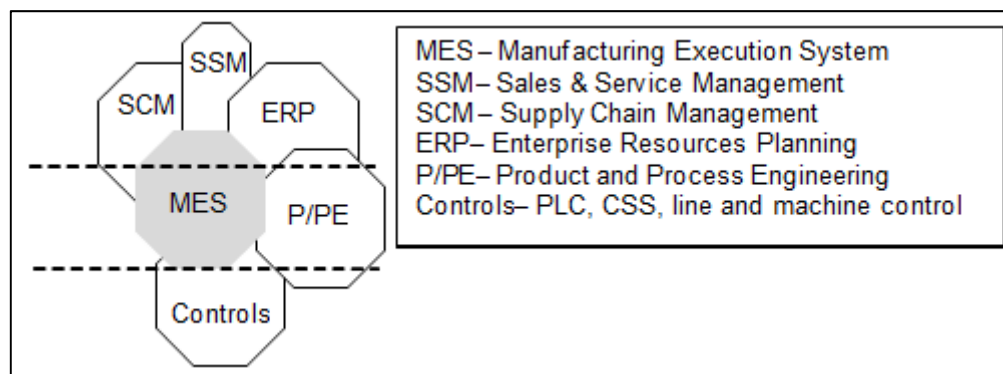 SSM
SCM
ERP
MES
P/PE
Controls
MES– Manufacturing Execution System
SSM– Sales & Service Management
SCM– Supply Chain Management
ERP– Enterprise Resources Planning
P/PE– Product and Process Engineering
Controls– PLC, CSS, line and machine control